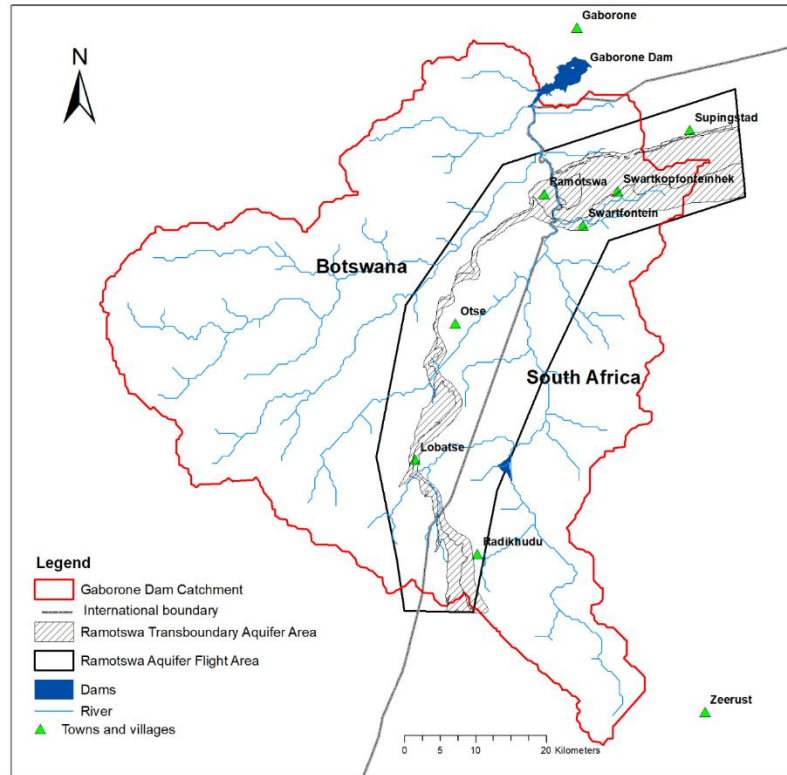 Gaborone
N
Gaborone Dam
Supingstad
Ramotswa
Swartkopfonteinhek
Swartfontein
Botswana
Otse
South Africa
Lobatse
Radikhudu
Legend
Gaborone Dam Catchment
International boundary
Ramotswa Transboundary Aquifer Area
Ramotswa Aquifer Flight Area
Dams
River
Towns and villages
Zeerust
0 5 10 20 Kilometers